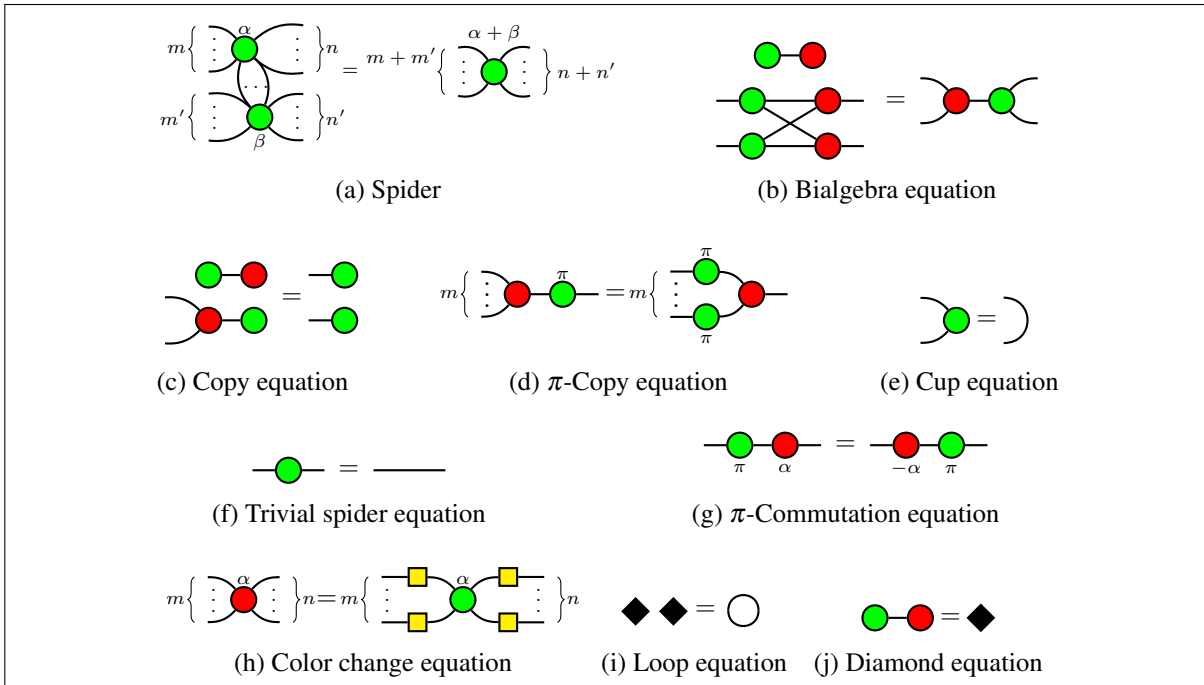 α
m n
=
m′ n′
β
m + m′ α + β n + n′
(a) Spider
=
(b) Bialgebra equation
=
(c) Copy equation
π
m = m
π
π
(d) π-Copy equation
=
(e) Cup equation
=
(f) Trivial spider equation
=
π α −α π
(g) π-Commutation equation
α α
m n = m n
(h) Color change equation
=
(i) Loop equation
=
(j) Diamond equation